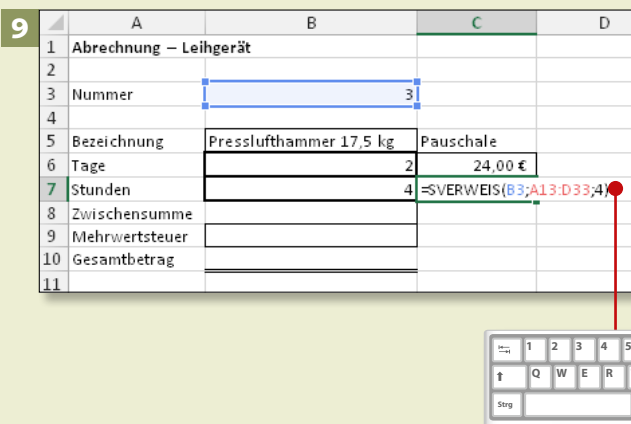 9
A B C D
1 Abrechnung – Leihgerät
2
3 Nummer 3
4
5 Bezeichnung Presslufthammer 17,5 kg Pauschale
6 Tage 2 24,00 €
7 Stunden 4 =SVERWEIS(B3;A13:D33;4)
8 Zwischensumme
9 Mehrwertsteuer
10 Gesamtbetrag
11
1 2 3 4 5
Q W E R
Strg